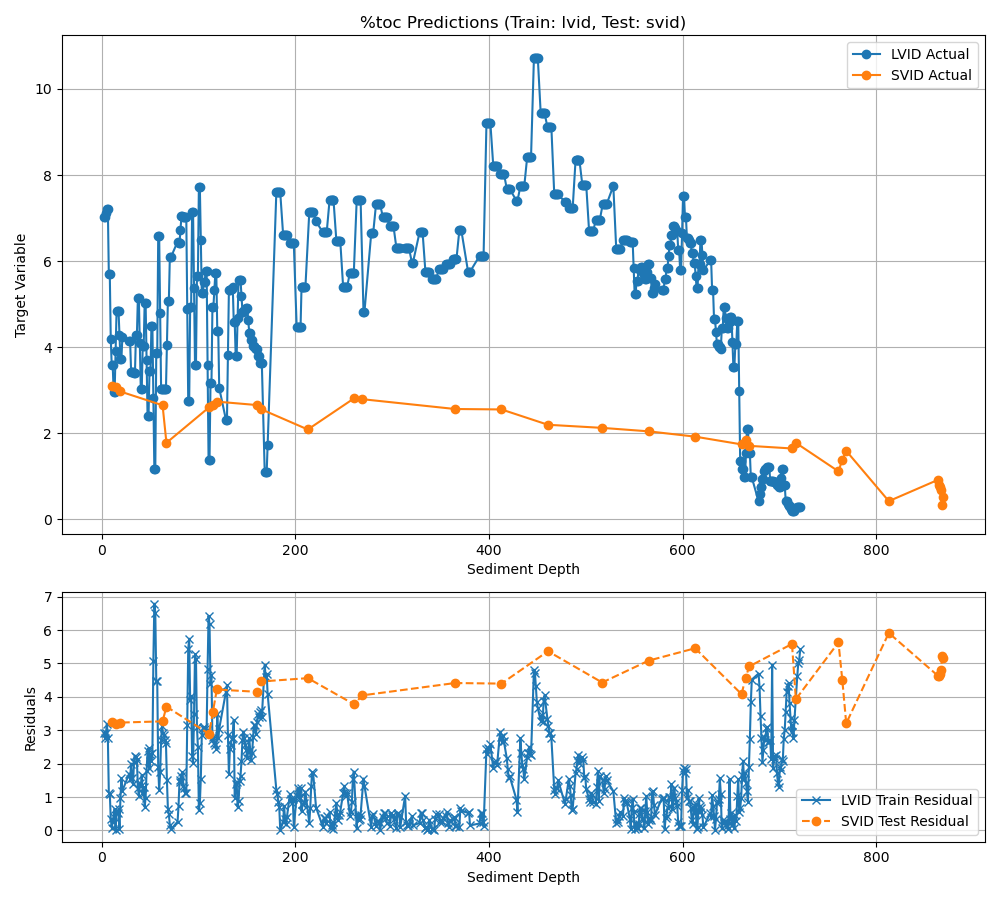 %toc Predictions (Train: lvid, Test: svid)
LVID Actual
SVID Actual
Target Variable
10
8
6
4
2
0
0 200 400 600 800
Sediment Depth
Residuals
7
6
5
4
3
2
1
0
LVID Train Residual
SVID Test Residual
0 200 400 600 800
Sediment Depth